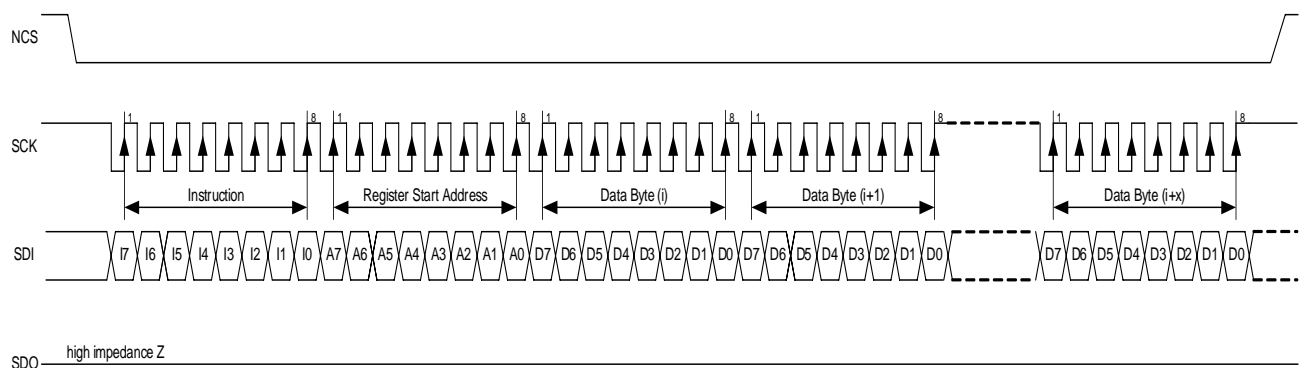 NCS
1 8 1 8 1 8 1 8 1 8
SCK
Instruction Register Start Address Data Byte (i) Data Byte (i+1) Data Byte (i+x)
SDI I7 I6 I5 I4 I3 I2 I1 I0 A7 A6 A5 A4 A3 A2 A1 A0 D7 D6 D5 D4 D3 D2 D1 D0 D7 D6 D5 D4 D3 D2 D1 D0 D7 D6 D5 D4 D3 D2 D1 D0
high impedance Z
SDO